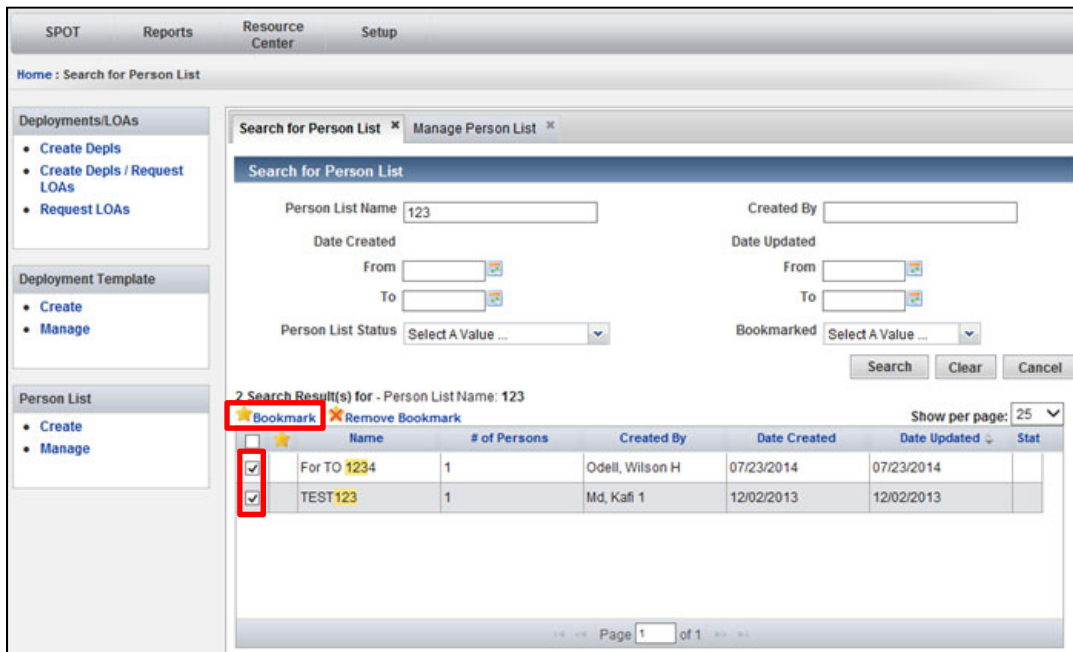 SPOT Reports Resource Center Setup
Home : Search for Person List
Deployments/LOAs
• Create Depls
• Create Depls / Request
LOAs
• Request LOAs
Deployment Template
• Create
• Manage
Person List
• Create
• Manage
Search for Person List × Manage Person List ×
Search for Person List
Person List Name 123 Created By
Date Created Date Updated
From From
To To
Person List Status Select A Value ... Bookmarked Select A Value ...
Search Clear Cancel
2 Search Result(s) for - Person List Name: 123
Bookmark Remove Bookmark Show per page: 25
Name # of Persons Created By Date Created Date Updated Stat
For TO 1234 1 Odell, Wilson H 07/23/2014 07/23/2014
TEST123 1 Md, Kafi 1 12/02/2013 12/02/2013
Page 1 of 1